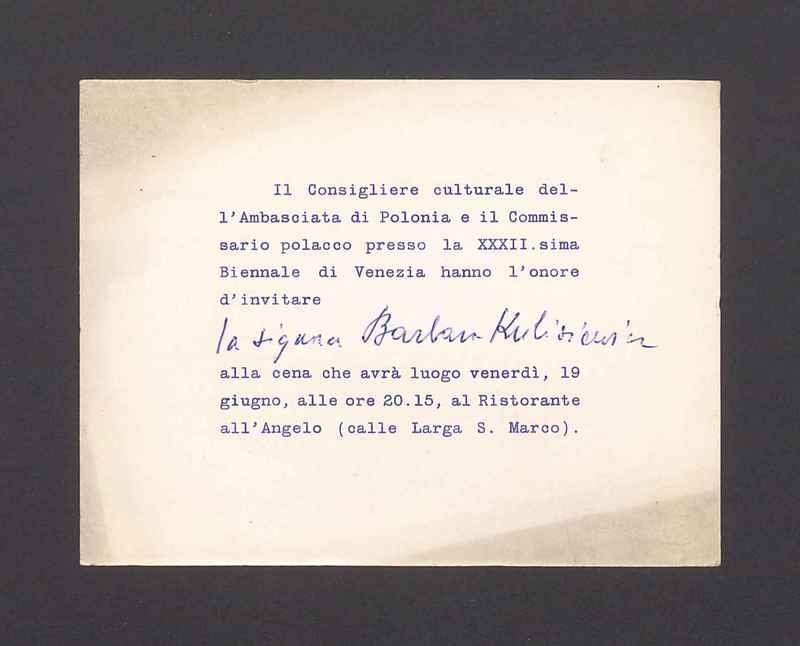 Il Consigliere culturale del-
l'Ambasciata di Polonia e il Commis-
sario polacco presso la XXXII.sima
Biennale di Venezia hanno l'onore
d'invitare
la signora Barbara Kulisiewicz
alla cena che avrà luogo venerdì, 19
giugno, alle ore 20.15, al Ristorante
all'Angelo (calle Larga S. Marco).